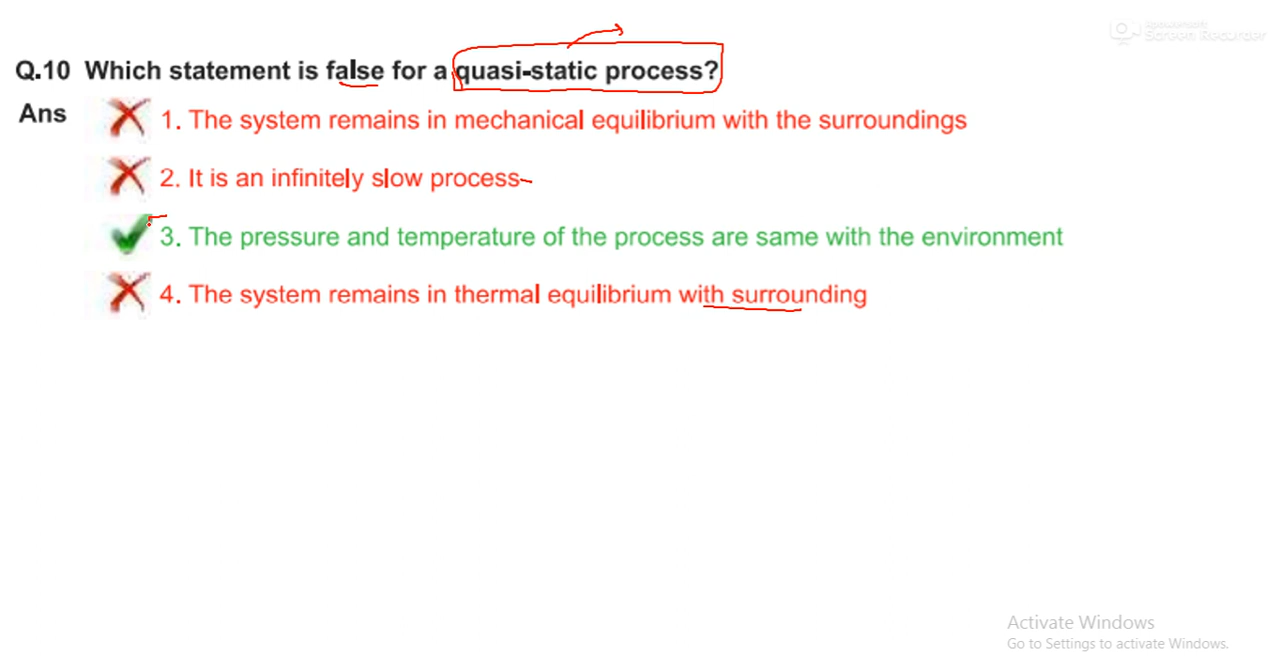 Apowersoft
Screen Recorder
Q.10 Which statement is false for a quasi-static process?
Ans 1. The system remains in mechanical equilibrium with the surroundings
2. It is an infinitely slow process
3. The pressure and temperature of the process are same with the environment
4. The system remains in thermal equilibrium with surrounding
Activate Windows
Go to Settings to activate Windows.